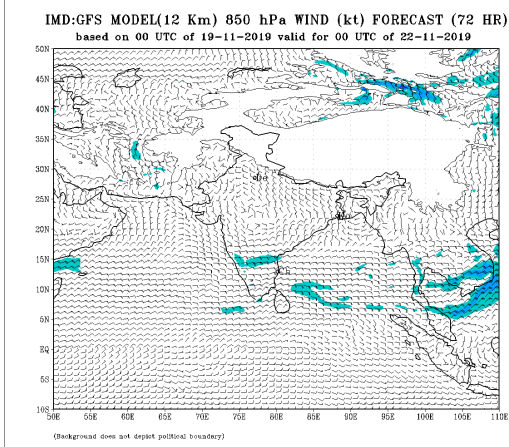 IMD:GFS MODEL(12 Km) 850 hPa WIND (kt) FORECAST (72 HR)
based on 00 UTC of 19-11-2019 valid for 00 UTC of 22-11-2019
50N
45N
40N
35N
30N
25N
20N
15N
10N
5N
EQ
5S
10S
50E 55E 60E 65E 70E 75E 80E 85E 90E 95E 100E 105E 110E
(Background does not depict political boundary)